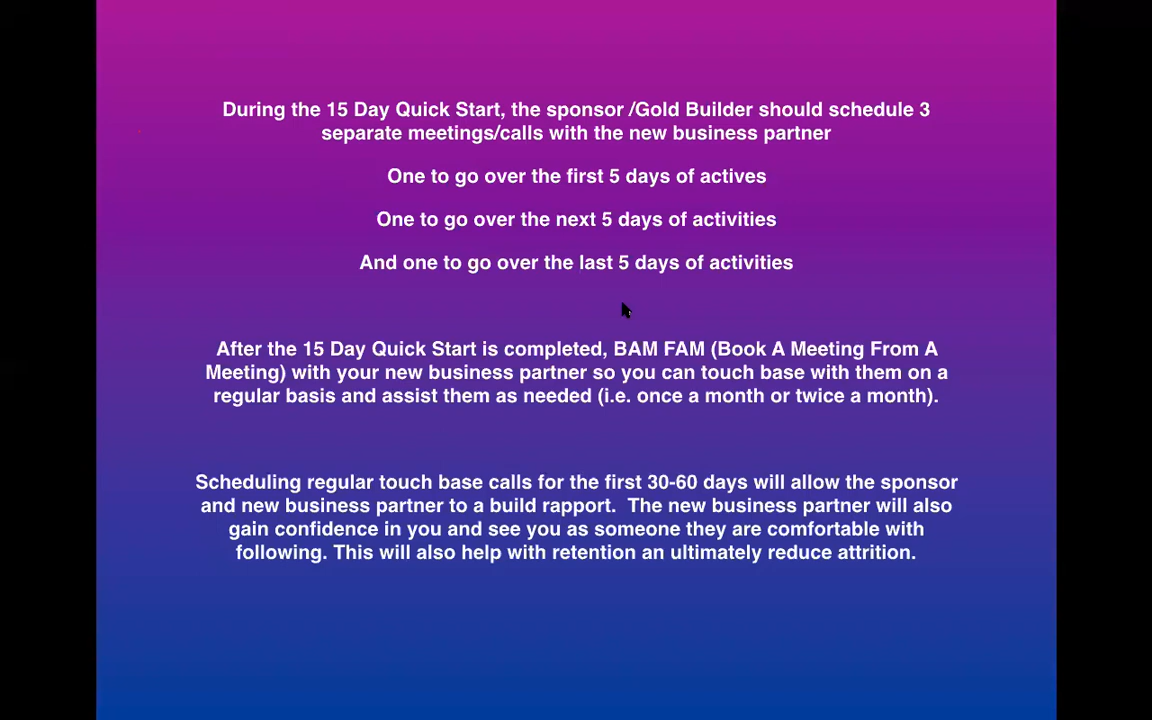 During the 15 Day Quick Start, the sponsor /Gold Builder should schedule 3
separate meetings/calls with the new business partner
One to go over the first 5 days of actives
One to go over the next 5 days of activities
And one to go over the last 5 days of activities
After the 15 Day Quick Start is completed, BAM FAM (Book A Meeting From A
Meeting) with your new business partner so you can touch base with them on a
regular basis and assist them as needed (i.e. once a month or twice a month).
Scheduling regular touch base calls for the first 30-60 days will allow the sponsor
and new business partner to a build rapport.  The new business partner will also
gain confidence in you and see you as someone they are comfortable with
following. This will also help with retention an ultimately reduce attrition.